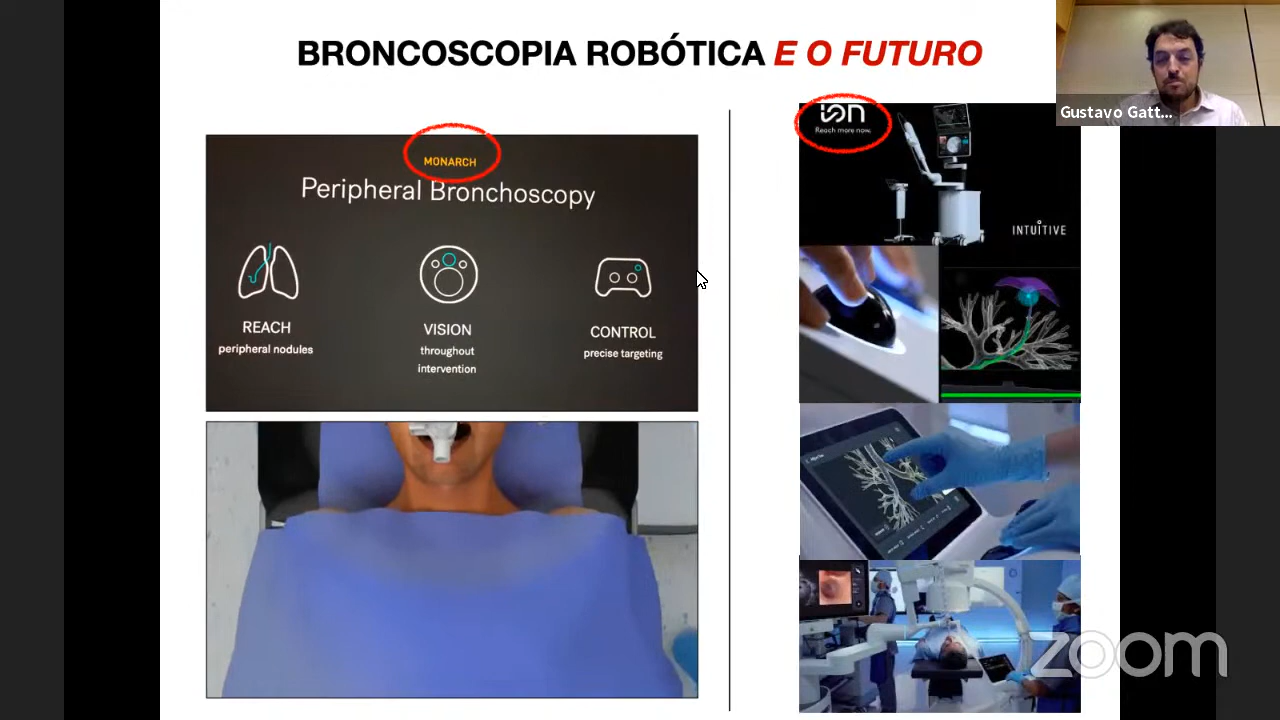 BRONCOSCOPIA ROBÓTICA E O FUTURO
Gustavo Gatt...
MONARCH
Peripheral Bronchoscopy
REACH
peripheral nodules
VISION
throughout
intervention
CONTROL
precise targeting
ion
Reach more now.
INTUITIVE
zoom